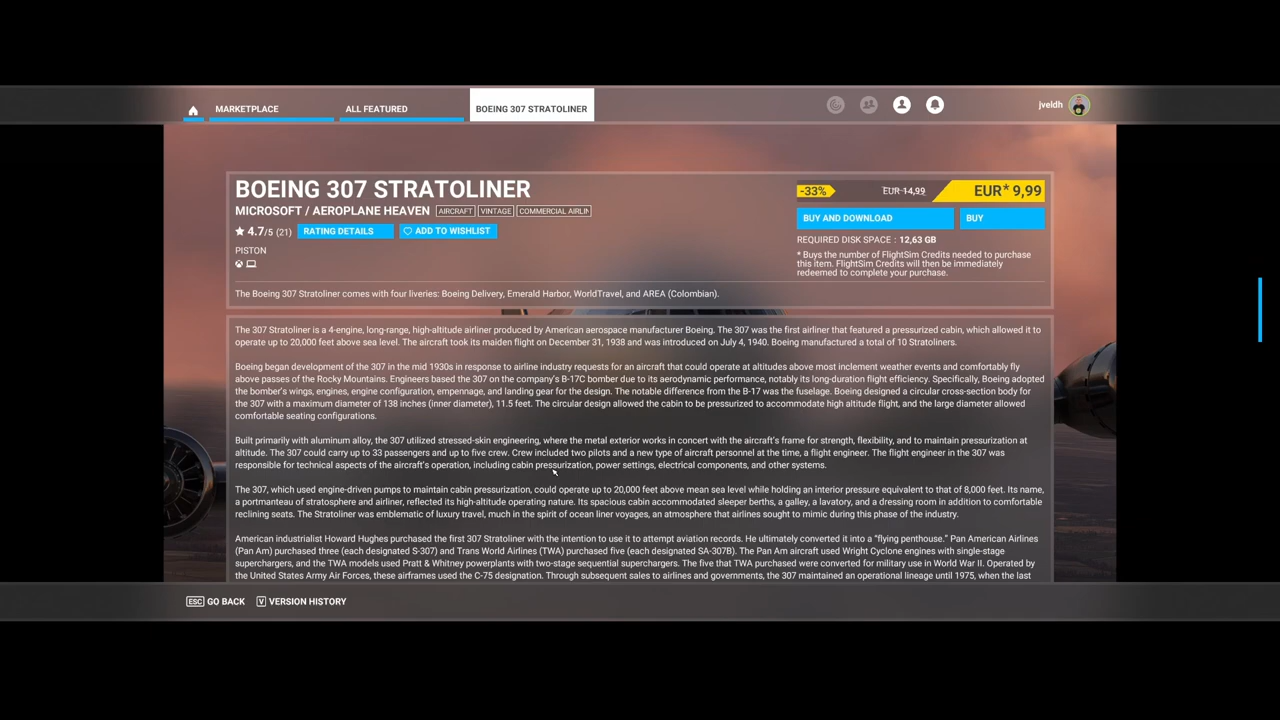 MARKETPLACE
ALL FEATURED
BOEING 307 STRATOLINER
jveldh
BOEING 307 STRATOLINER
MICROSOFT / AEROPLANE HEAVEN
AIRCRAFT
VINTAGE
COMMERCIAL AIRLIN
4.7/5 (21)
RATING DETAILS
ADD TO WISHLIST
PISTON
-33%
EUR 14,99
EUR* 9,99
BUY AND DOWNLOAD
BUY
REQUIRED DISK SPACE : 12,63 GB
* Buys the number of FlightSim Credits needed to purchase
this item. FlightSim Credits will then be immediately
redeemed to complete your purchase.
The Boeing 307 Stratoliner comes with four liveries: Boeing Delivery, Emerald Harbor, WorldTravel, and AREA (Colombian).
The 307 Stratoliner is a 4-engine, long-range, high-altitude airliner produced by American aerospace manufacturer Boeing. The 307 was the first airliner that featured a pressurized cabin, which allowed it to
operate up to 20,000 feet above sea level. The aircraft took its maiden flight on December 31, 1938 and was introduced on July 4, 1940. Boeing manufactured a total of 10 Stratoliners.
Boeing began development of the 307 in the mid 1930s in response to airline industry requests for an aircraft that could operate at altitudes above most inclement weather events and comfortably fly
above passes of the Rocky Mountains. Engineers based the 307 on the company's B-17C bomber due to its aerodynamic performance, notably its long-duration flight efficiency. Specifically, Boeing adopted
the bomber's wings, engines, engine configuration, empennage, and landing gear for the design. The notable difference from the B-17 was the fuselage. Boeing designed a circular cross-section body for
the 307 with a maximum diameter of 138 inches (inner diameter), 11.5 feet. The circular design allowed the cabin to be pressurized to accommodate high altitude flight, and the large diameter allowed
comfortable seating configurations.
Built primarily with aluminum alloy, the 307 utilized stressed-skin engineering, where the metal exterior works in concert with the aircraft's frame for strength, flexibility, and to maintain pressurization at
altitude. The 307 could carry up to 33 passengers and up to five crew. Crew included two pilots and a new type of aircraft personnel at the time, a flight engineer. The flight engineer in the 307 was
responsible for technical aspects of the aircraft's operation, including cabin pressurization, power settings, electrical components, and other systems.
The 307, which used engine-driven pumps to maintain cabin pressurization, could operate up to 20,000 feet above mean sea level while holding an interior pressure equivalent to that of 8,000 feet. Its name,
a portmanteau of stratosphere and airliner, reflected its high-altitude operating nature. Its spacious cabin accommodated sleeper berths, a galley, a lavatory, and a dressing room in addition to comfortable
reclining seats. The Stratoliner was emblematic of luxury travel, much in the spirit of ocean liner voyages, an atmosphere that airlines sought to mimic during this phase of the industry.
American industrialist Howard Hughes purchased the first 307 Stratoliner with the intention to use it to attempt aviation records. He ultimately converted it into a "flying penthouse." Pan American Airlines
(Pan Am) purchased three (each designated S-307) and Trans World Airlines (TWA) purchased five (each designated SA-307B). The Pan Am aircraft used Wright Cyclone engines with single-stage
superchargers, and the TWA models used Pratt & Whitney powerplants with two-stage sequential superchargers. The five that TWA purchased were converted for military use in World War II. Operated by
the United States Army Air Forces, these airframes used the C-75 designation. Through subsequent sales to airlines and governments, the 307 maintained an operational lineage until 1975, when the last
ESC GO BACK
V VERSION HISTORY